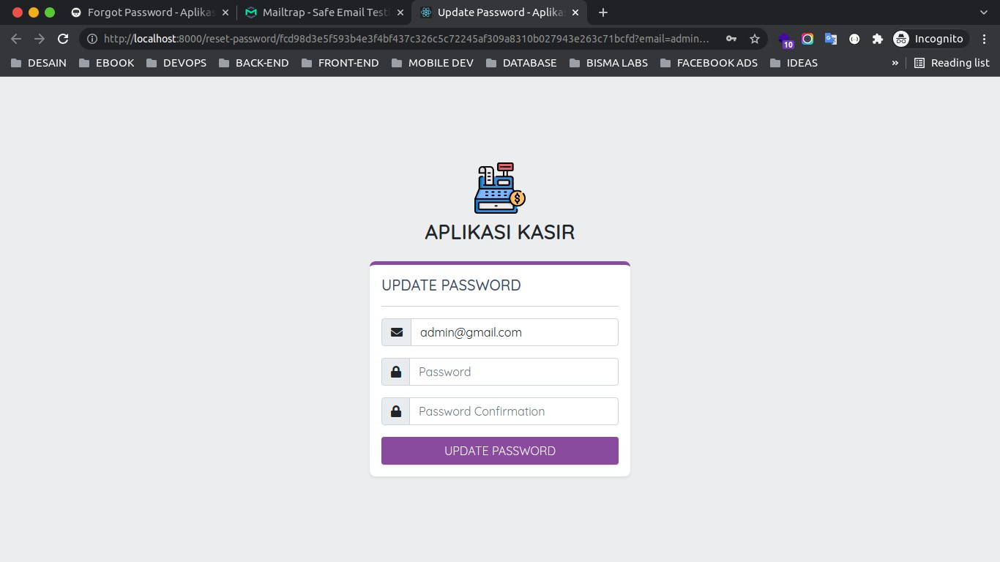 Forgot Password - Aplikas
Mailtrap - Safe Email Testi
Update Password - Aplika
http://localhost:8000/reset-password/fcd98d3e5f593b4e3f4bf437c326c5c72245af309a8310b027943e263c71bcfd?email=admin...
10
Incognito
DESAIN
EBOOK
DEVOPS
BACK-END
FRONT-END
MOBILE DEV
DATABASE
BISMA LABS
FACEBOOK ADS
IDEAS
»
Reading list
APLIKASI KASIR
UPDATE PASSWORD
admin@gmail.com
Password
Password Confirmation
UPDATE PASSWORD